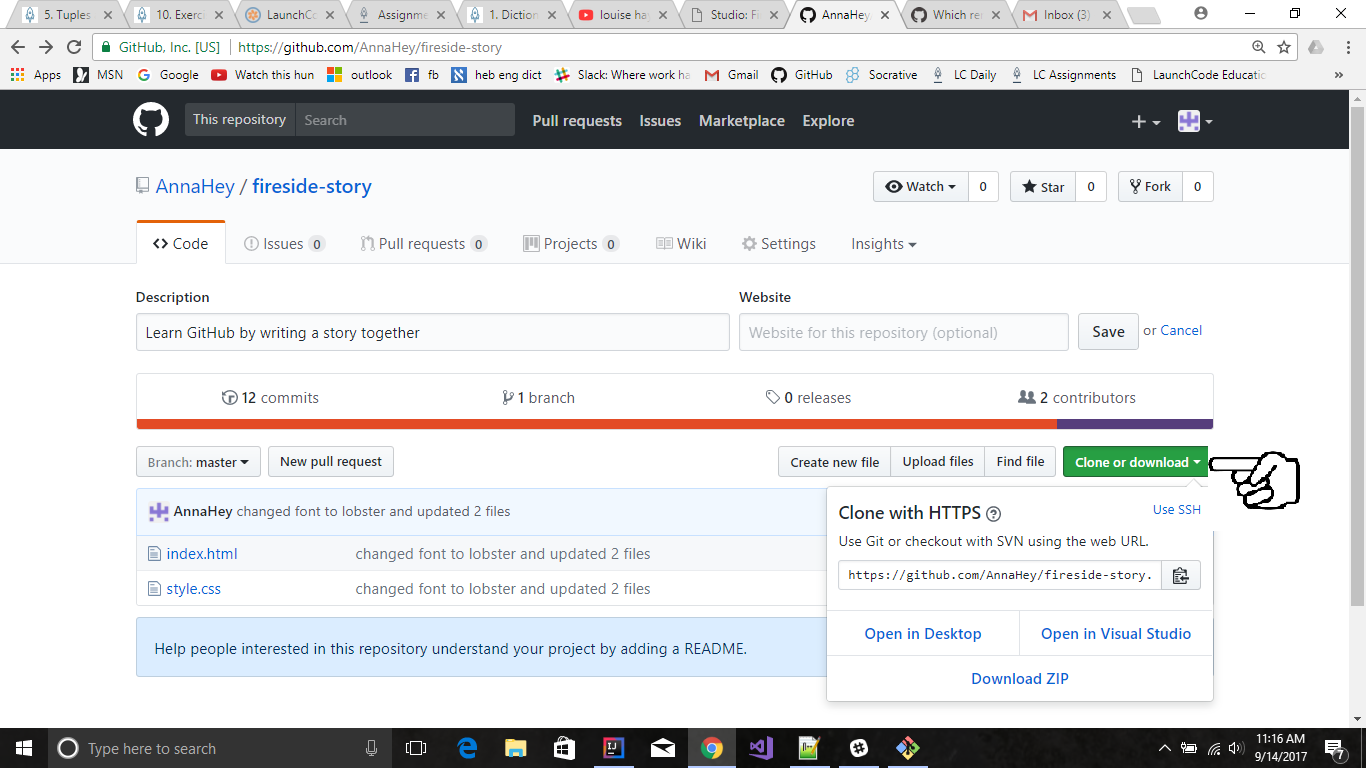 5. Tuples
10. Exerci
LaunchCo
Assignme
1. Diction
louise hay
Studio: Fi
AnnaHey/
Which re
Inbox (3)
GitHub, Inc. [US] | https://github.com/AnnaHey/fireside-story
Apps MSN Google Watch this hun outlook fb heb eng dict Slack: Where work ha Gmail GitHub Socrative LC Daily LC Assignments LaunchCode Educatic »
This repository Search Pull requests Issues Marketplace Explore
AnnaHey / fireside-story
Watch 0 Star 0 Fork 0
Code Issues 0 Pull requests 0 Projects 0 Wiki Settings Insights
Description Website
Learn GitHub by writing a story together Website for this repository (optional) Save or Cancel
12 commits 1 branch 0 releases 2 contributors
Branch: master New pull request Create new file Upload files Find file Clone or download
AnnaHey changed font to lobster and updated 2 files
index.html changed font to lobster and updated 2 files
style.css changed font to lobster and updated 2 files
Help people interested in this repository understand your project by adding a README.
Clone with HTTPS ? Use SSH
Use Git or checkout with SVN using the web URL.
https://github.com/AnnaHey/fireside-story.
Open in Desktop Open in Visual Studio
Download ZIP
Type here to search
11:16 AM
9/14/2017
7